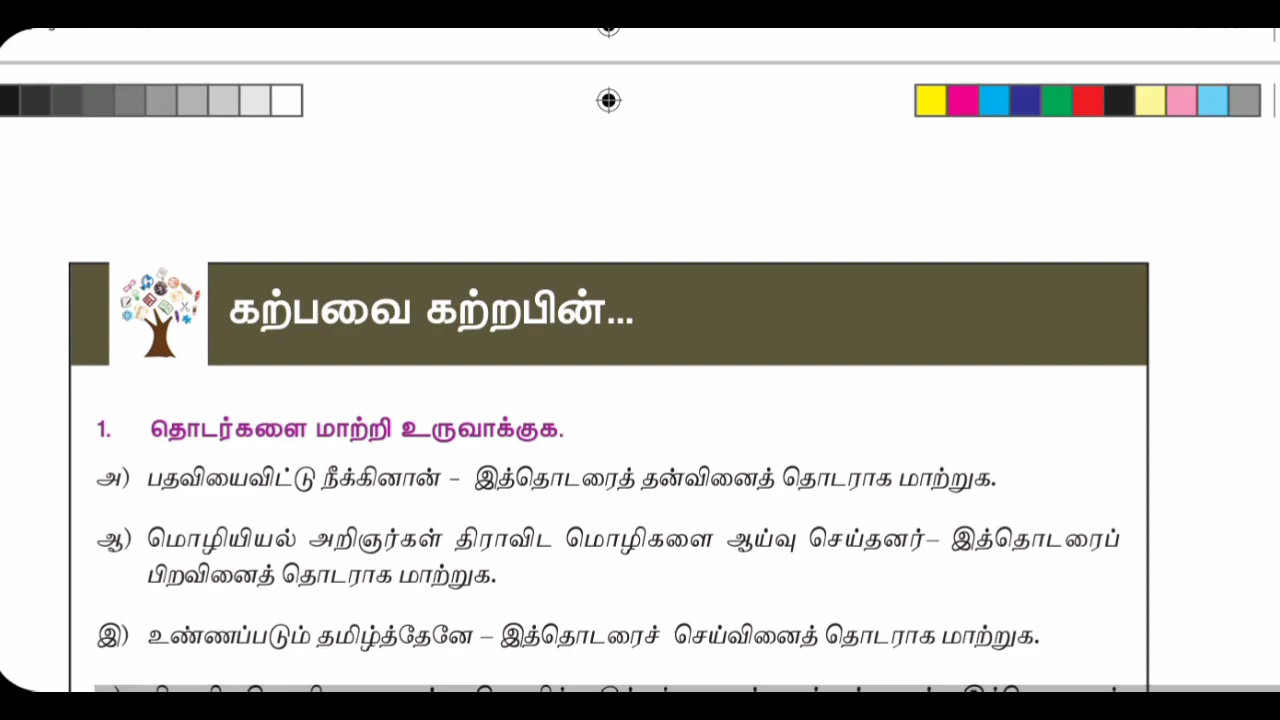 கற்பவை கற்றபின்...
1. தொடர்களை மாற்றி உருவாக்குக.
அ) பதவியைவிட்டு நீக்கினான் – இத்தொடரைத் தன்வினைத் தொடராக மாற்றுக.
ஆ) மொழியியல் அறிஞர்கள் திராவிட மொழிகளை ஆய்வு செய்தனர்– இத்தொடரைப்
பிறவினைத் தொடராக மாற்றுக.
இ) உண்ணப்படும் தமிழ்த்தேனே – இத்தொடரைச் செய்வினைத் தொடராக மாற்றுக.